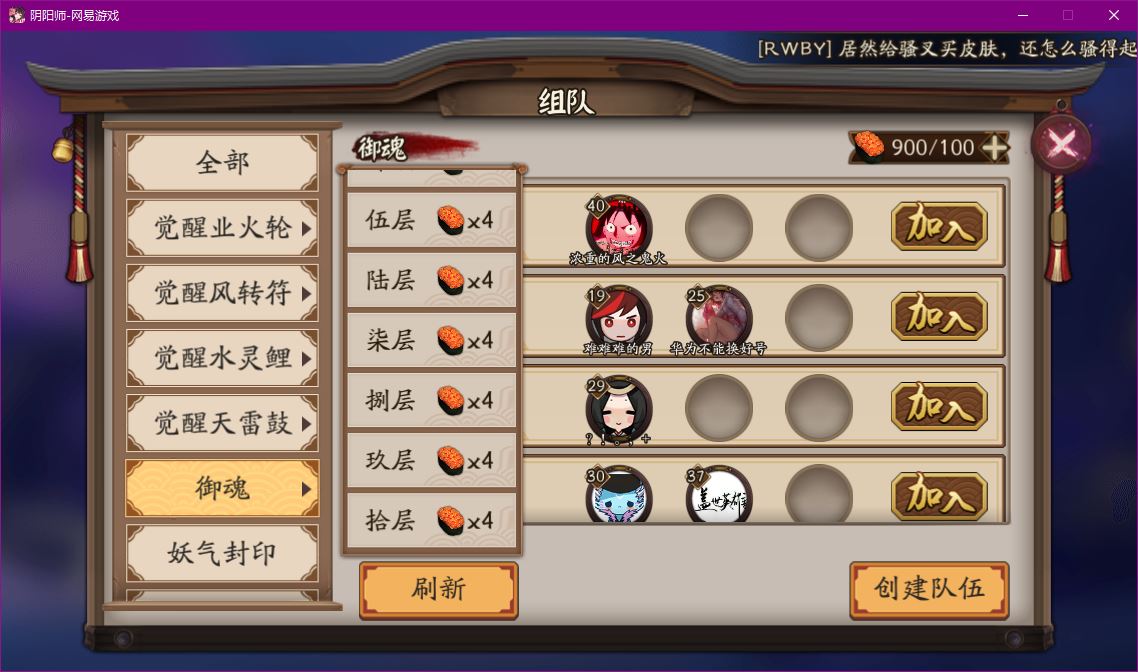 阴阳师-网易游戏
[RWBY] 居然给骚叉买皮肤，还怎么骚得起
组队
全部
觉醒业火轮
觉醒风转符
觉醒水灵鲤
觉醒天雷鼓
御魂
妖气封印
御魂
900/100
伍层 x4
陆层 x4
柒层 x4
捌层 x4
玖层 x4
拾层 x4
40
浓重的风之鬼火
加入
19
难难难的男
25
华为不能换好号
加入
29
加入
30
37
盖世英雄
加入
刷新
创建队伍